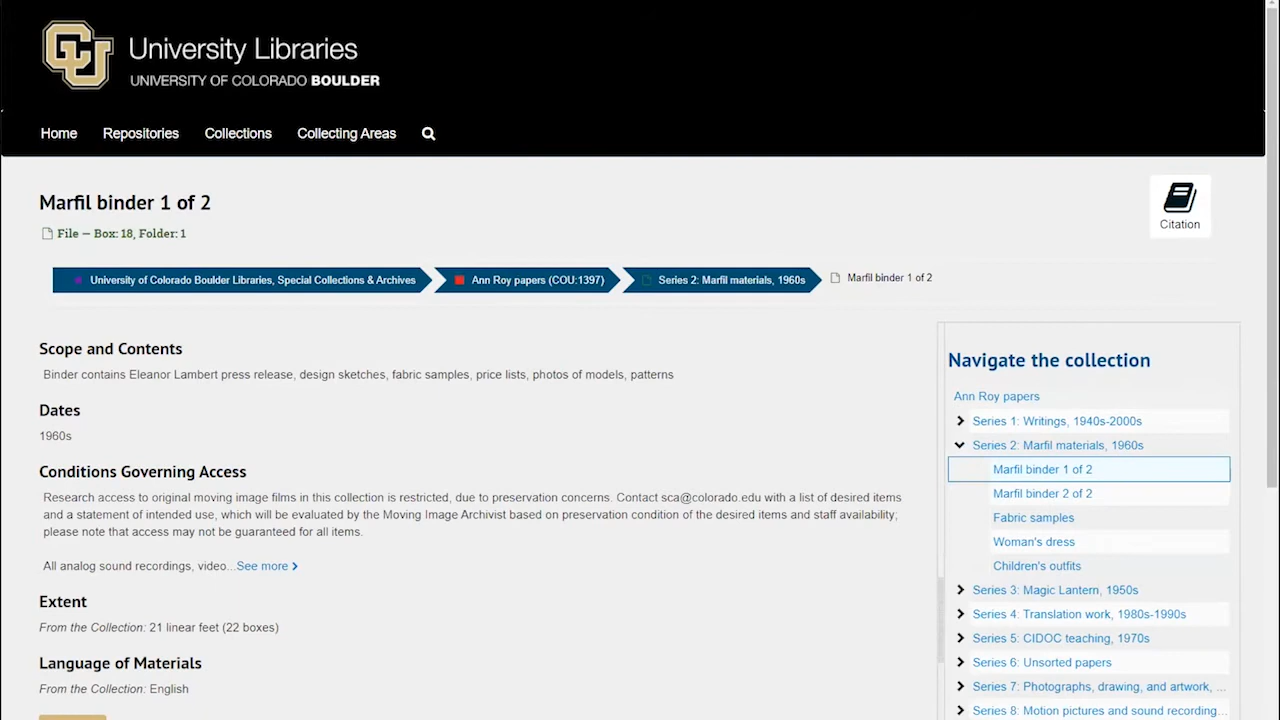 University Libraries
UNIVERSITY OF COLORADO BOULDER
Home Repositories Collections Collecting Areas
Marfil binder 1 of 2
File — Box: 18, Folder: 1
Citation
University of Colorado Boulder Libraries, Special Collections & Archives
Ann Roy papers (COU:1397)
Series 2: Marfil materials, 1960s
Marfil binder 1 of 2
Scope and Contents
Binder contains Eleanor Lambert press release, design sketches, fabric samples, price lists, photos of models, patterns
Dates
1960s
Conditions Governing Access
Research access to original moving image films in this collection is restricted, due to preservation concerns. Contact sca@colorado.edu with a list of desired items
and a statement of intended use, which will be evaluated by the Moving Image Archivist based on preservation condition of the desired items and staff availability;
please note that access may not be guaranteed for all items.
All analog sound recordings, video...See more
Extent
From the Collection: 21 linear feet (22 boxes)
Language of Materials
From the Collection: English
Navigate the collection
Ann Roy papers
Series 1: Writings, 1940s-2000s
Series 2: Marfil materials, 1960s
Marfil binder 1 of 2
Marfil binder 2 of 2
Fabric samples
Woman's dress
Children's outfits
Series 3: Magic Lantern, 1950s
Series 4: Translation work, 1980s-1990s
Series 5: CIDOC teaching, 1970s
Series 6: Unsorted papers
Series 7: Photographs, drawing, and artwork, ...
Series 8: Motion pictures and sound recording...